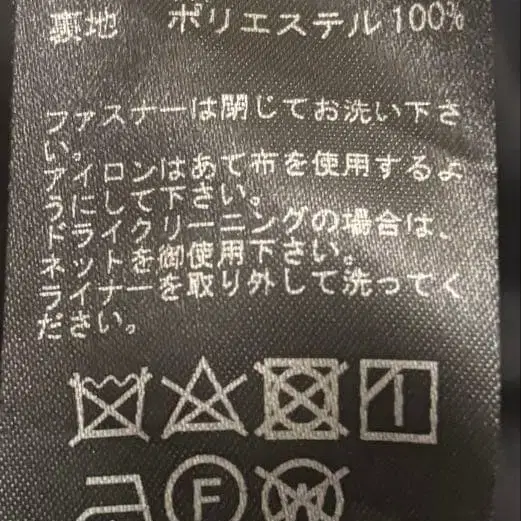 裏地 ポリエステル100%
ファスナーは閉じてお洗い下さ
い。
アイロンはあて布を使用するよ
うにして下さい。
ドライクリーニングの場合は、
ネットを御使用下さい。
ライナーを取り外して洗ってく
ださい。
F
W